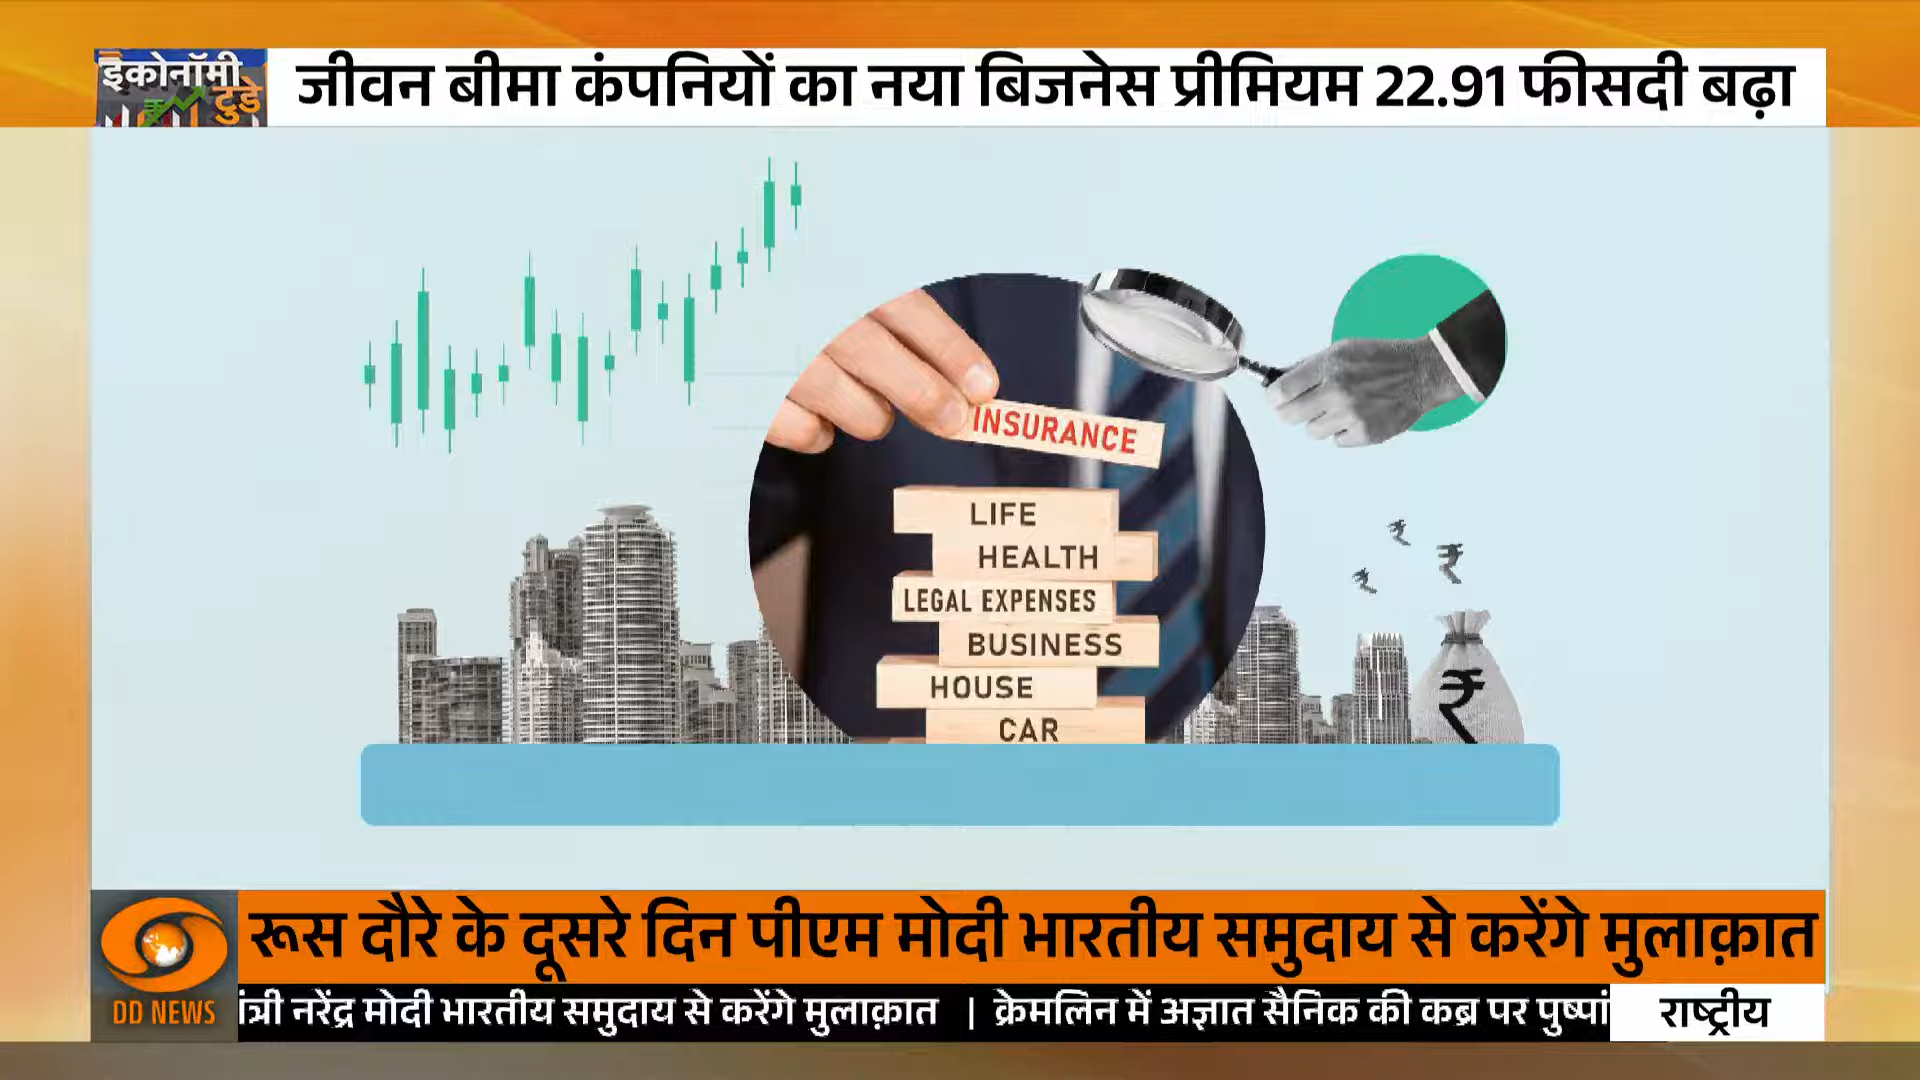 इकोनॉमी
टुडे
जीवन बीमा कंपनियों का नया बिजनेस प्रीमियम 22.91 फीसदी बढ़ा
INSURANCE
LIFE
HEALTH
LEGAL EXPENSES
BUSINESS
HOUSE
CAR
₹
₹
₹
₹
रूस दौरे के दूसरे दिन पीएम मोदी भारतीय समुदाय से करेंगे मुलाक़ात
DD NEWS
नरेंद्र मोदी भारतीय समुदाय से करेंगे मुलाक़ात | क्रेमलिन में अज्ञात सैनिक की कब्र पर
राष्ट्रीय